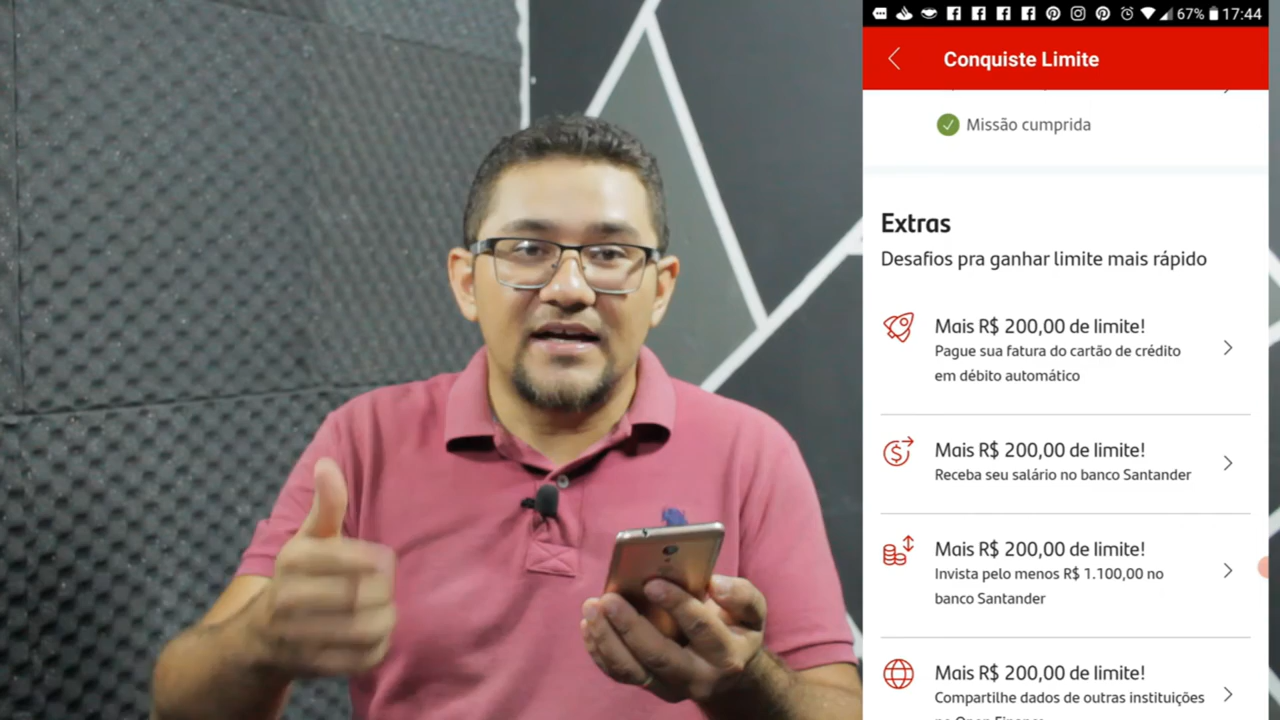 67% 17:44
Conquiste Limite
Missão cumprida
Extras
Desafios pra ganhar limite mais rápido
Mais R$ 200,00 de limite!
Pague sua fatura do cartão de crédito
em débito automático
Mais R$ 200,00 de limite!
Receba seu salário no banco Santander
Mais R$ 200,00 de limite!
Invista pelo menos R$ 1.100,00 no
banco Santander
Mais R$ 200,00 de limite!
Compartilhe dados de outras instituições